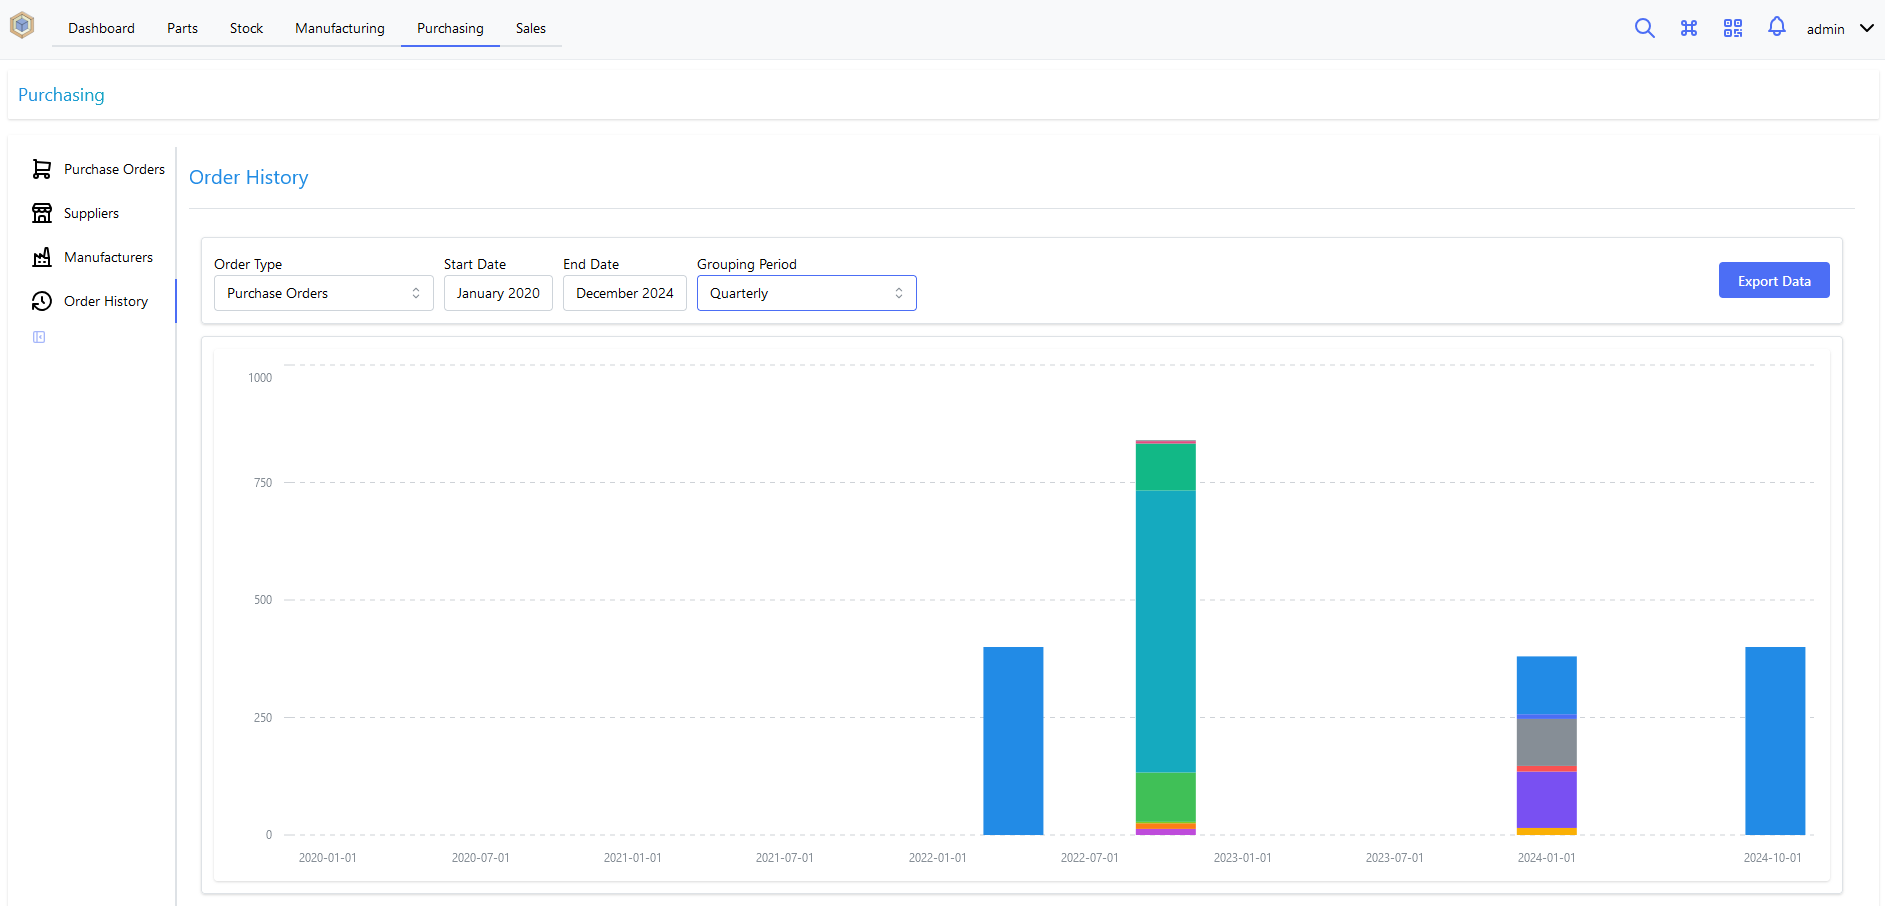 Dashboard Parts Stock Manufacturing Purchasing Sales admin
Purchasing
Purchase Orders
Suppliers
Manufacturers
Order History
Order History
Order Type Start Date End Date Grouping Period
Purchase Orders January 2020 December 2024 Quarterly Export Data
1000
750
500
250
0
2020-01-01 2020-07-01 2021-01-01 2021-07-01 2022-01-01 2022-07-01 2023-01-01 2023-07-01 2024-01-01 2024-10-01